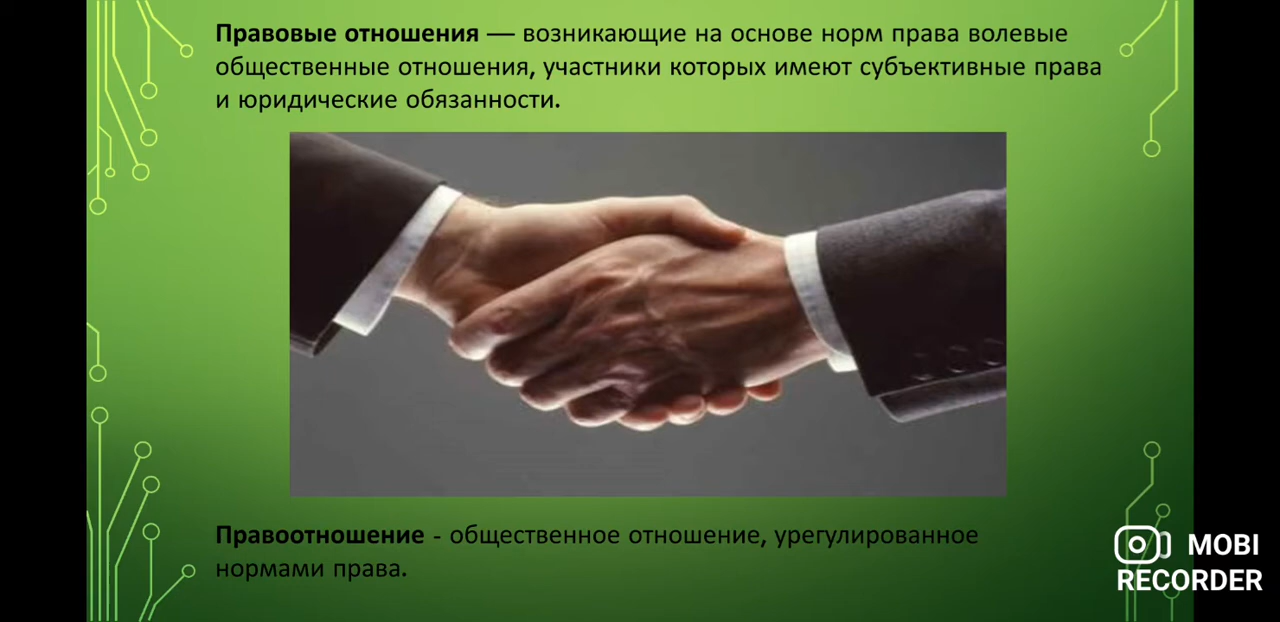 Правовые отношения — возникающие на основе норм права волевые
общественные отношения, участники которых имеют субъективные права
и юридические обязанности.
Правоотношение - общественное отношение, урегулированное
нормами права.
MOBI
RECORDER